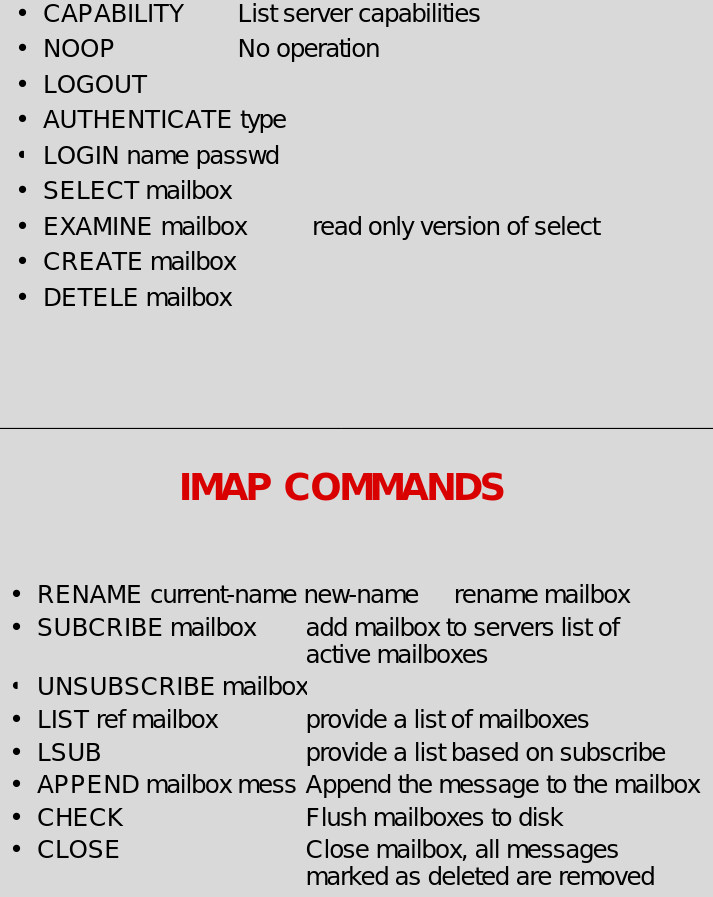 • CAPABILITY List server capabilities
• NOOP No operation
• LOGOUT
• AUTHENTICATE type
• LOGIN name passwd
• SELECT mailbox
• EXAMINE mailbox read only version of select
• CREATE mailbox
• DETELE mailbox
IMAP COMMANDS
• RENAME current-name new-name rename mailbox
• SUBCRIBE mailbox add mailbox to servers list of
active mailboxes
• UNSUBSCRIBE mailbox
• LIST ref mailbox provide a list of mailboxes
• LSUB provide a list based on subscribe
• APPEND mailbox mess Append the message to the mailbox
• CHECK Flush mailboxes to disk
• CLOSE Close mailbox, all messages
marked as deleted are removed